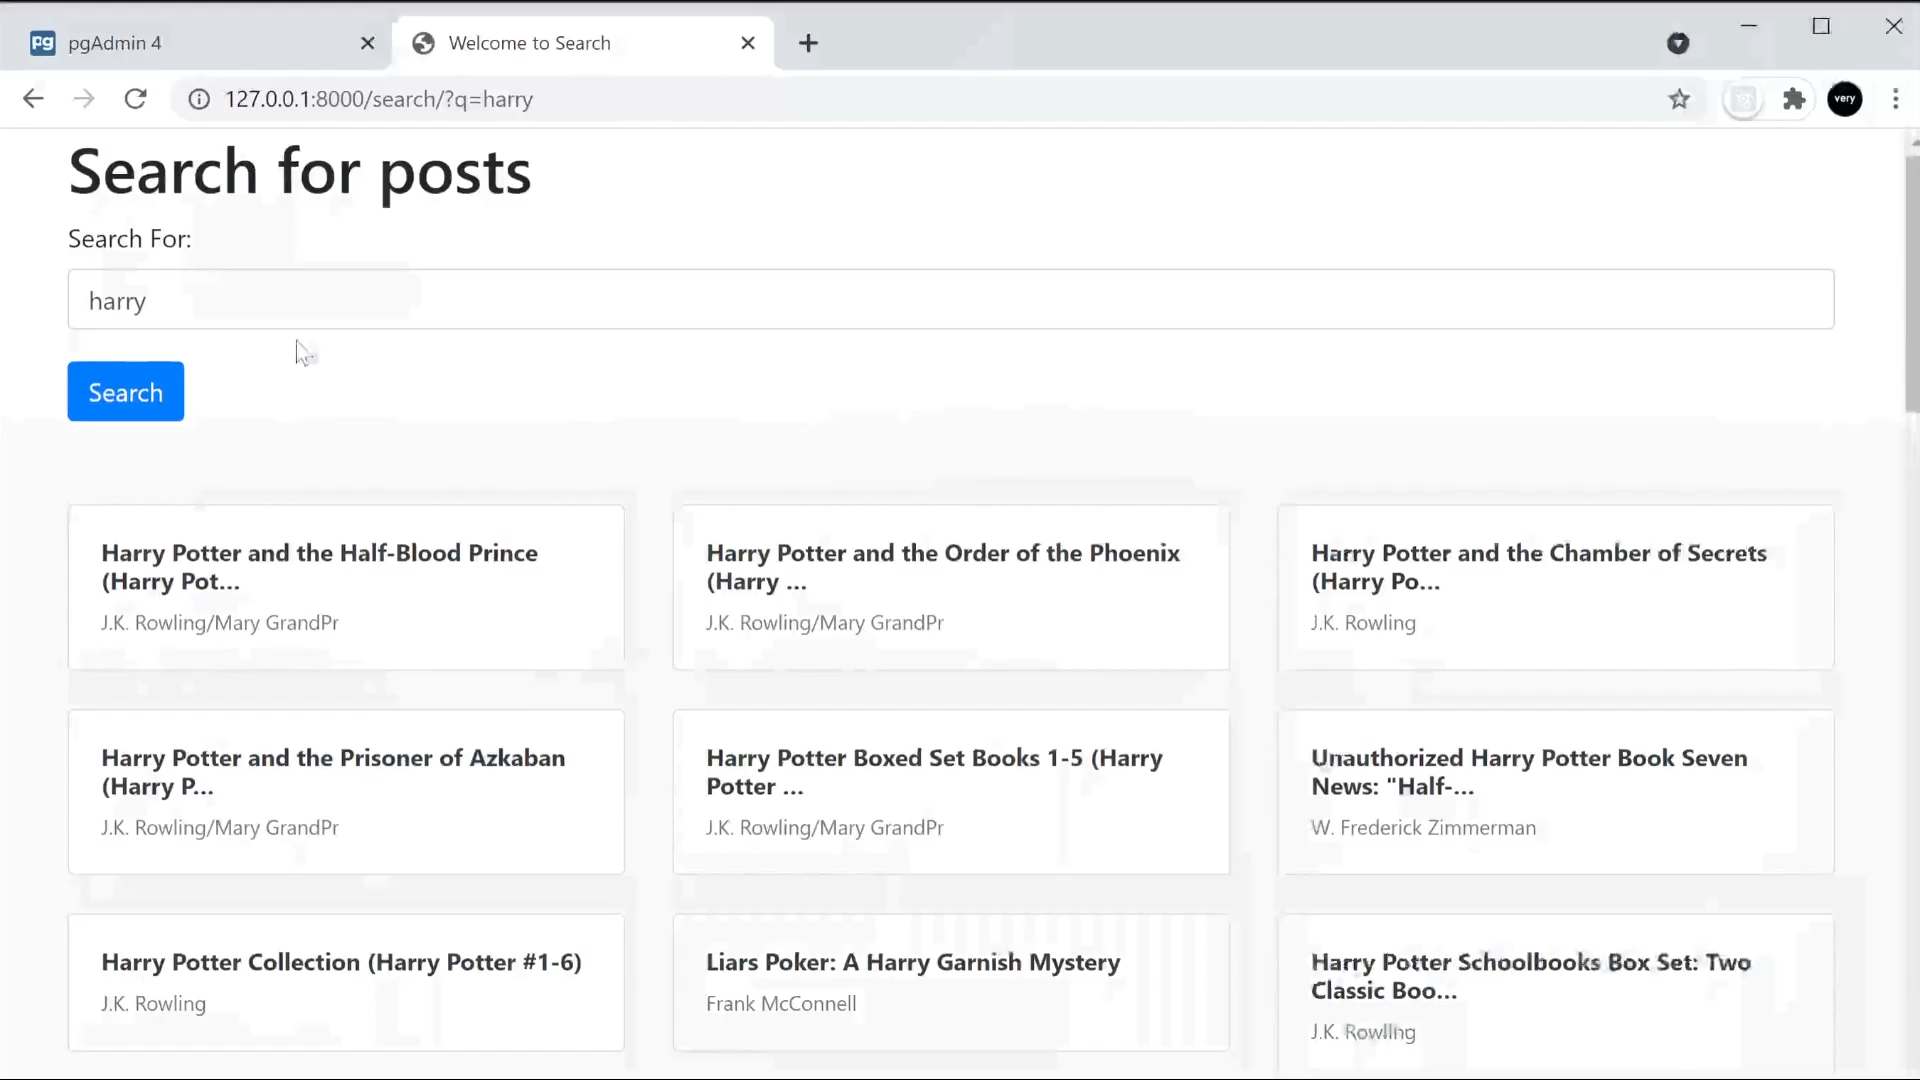 pgAdmin 4
Welcome to Search
127.0.0.1:8000/search/?q=harry
very
Search for posts
Search For:
harry
Search
Harry Potter and the Half-Blood Prince
(Harry Pot...
J.K. Rowling/Mary GrandPr
Harry Potter and the Order of the Phoenix
(Harry ...
J.K. Rowling/Mary GrandPr
Harry Potter and the Chamber of Secrets
(Harry Po...
J.K. Rowling
Harry Potter and the Prisoner of Azkaban
(Harry P...
J.K. Rowling/Mary GrandPr
Harry Potter Boxed Set Books 1-5 (Harry
Potter ...
J.K. Rowling/Mary GrandPr
Unauthorized Harry Potter Book Seven
News: "Half-...
W. Frederick Zimmerman
Harry Potter Collection (Harry Potter #1-6)
J.K. Rowling
Liars Poker: A Harry Garnish Mystery
Frank McConnell
Harry Potter Schoolbooks Box Set: Two
Classic Boo...
J.K. Rowling